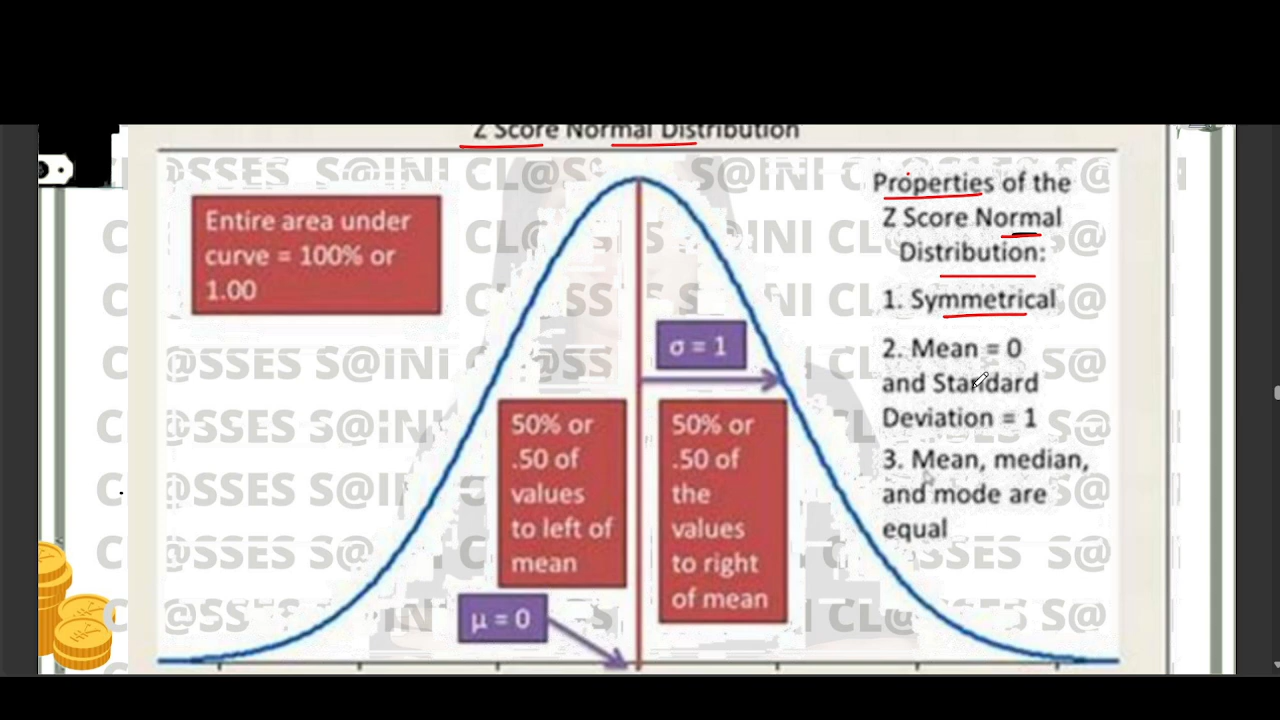 Z Score Normal Distribution
Entire area under
curve = 100% or
1.00
σ = 1
50% or
.50 of
values
to left of
mean
50% or
.50 of
the
values
to right
of mean
μ = 0
Properties of the
Z Score Normal
Distribution:
1. Symmetrical
2. Mean = 0
and Standard
Deviation = 1
3. Mean, median,
and mode are
equal